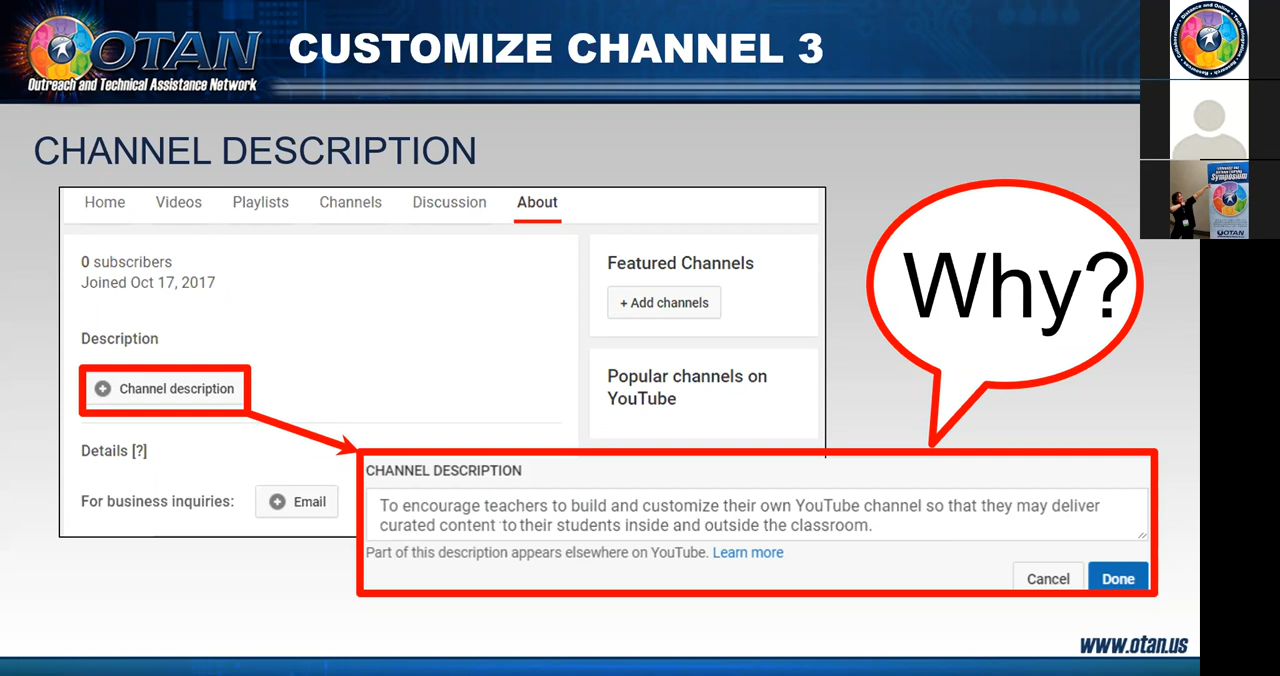 OTAN
Outreach and Technical Assistance Network
CUSTOMIZE CHANNEL 3
CHANNEL DESCRIPTION
Home Videos Playlists Channels Discussion About
0 subscribers
Joined Oct 17, 2017
Description
Channel description
Details [?]
For business inquiries: Email
Featured Channels
+ Add channels
Popular channels on
YouTube
Why?
CHANNEL DESCRIPTION
To encourage teachers to build and customize their own YouTube channel so that they may deliver
curated content to their students inside and outside the classroom.
Part of this description appears elsewhere on YouTube. Learn more
Cancel Done
www.otan.us
Symposium
OTAN